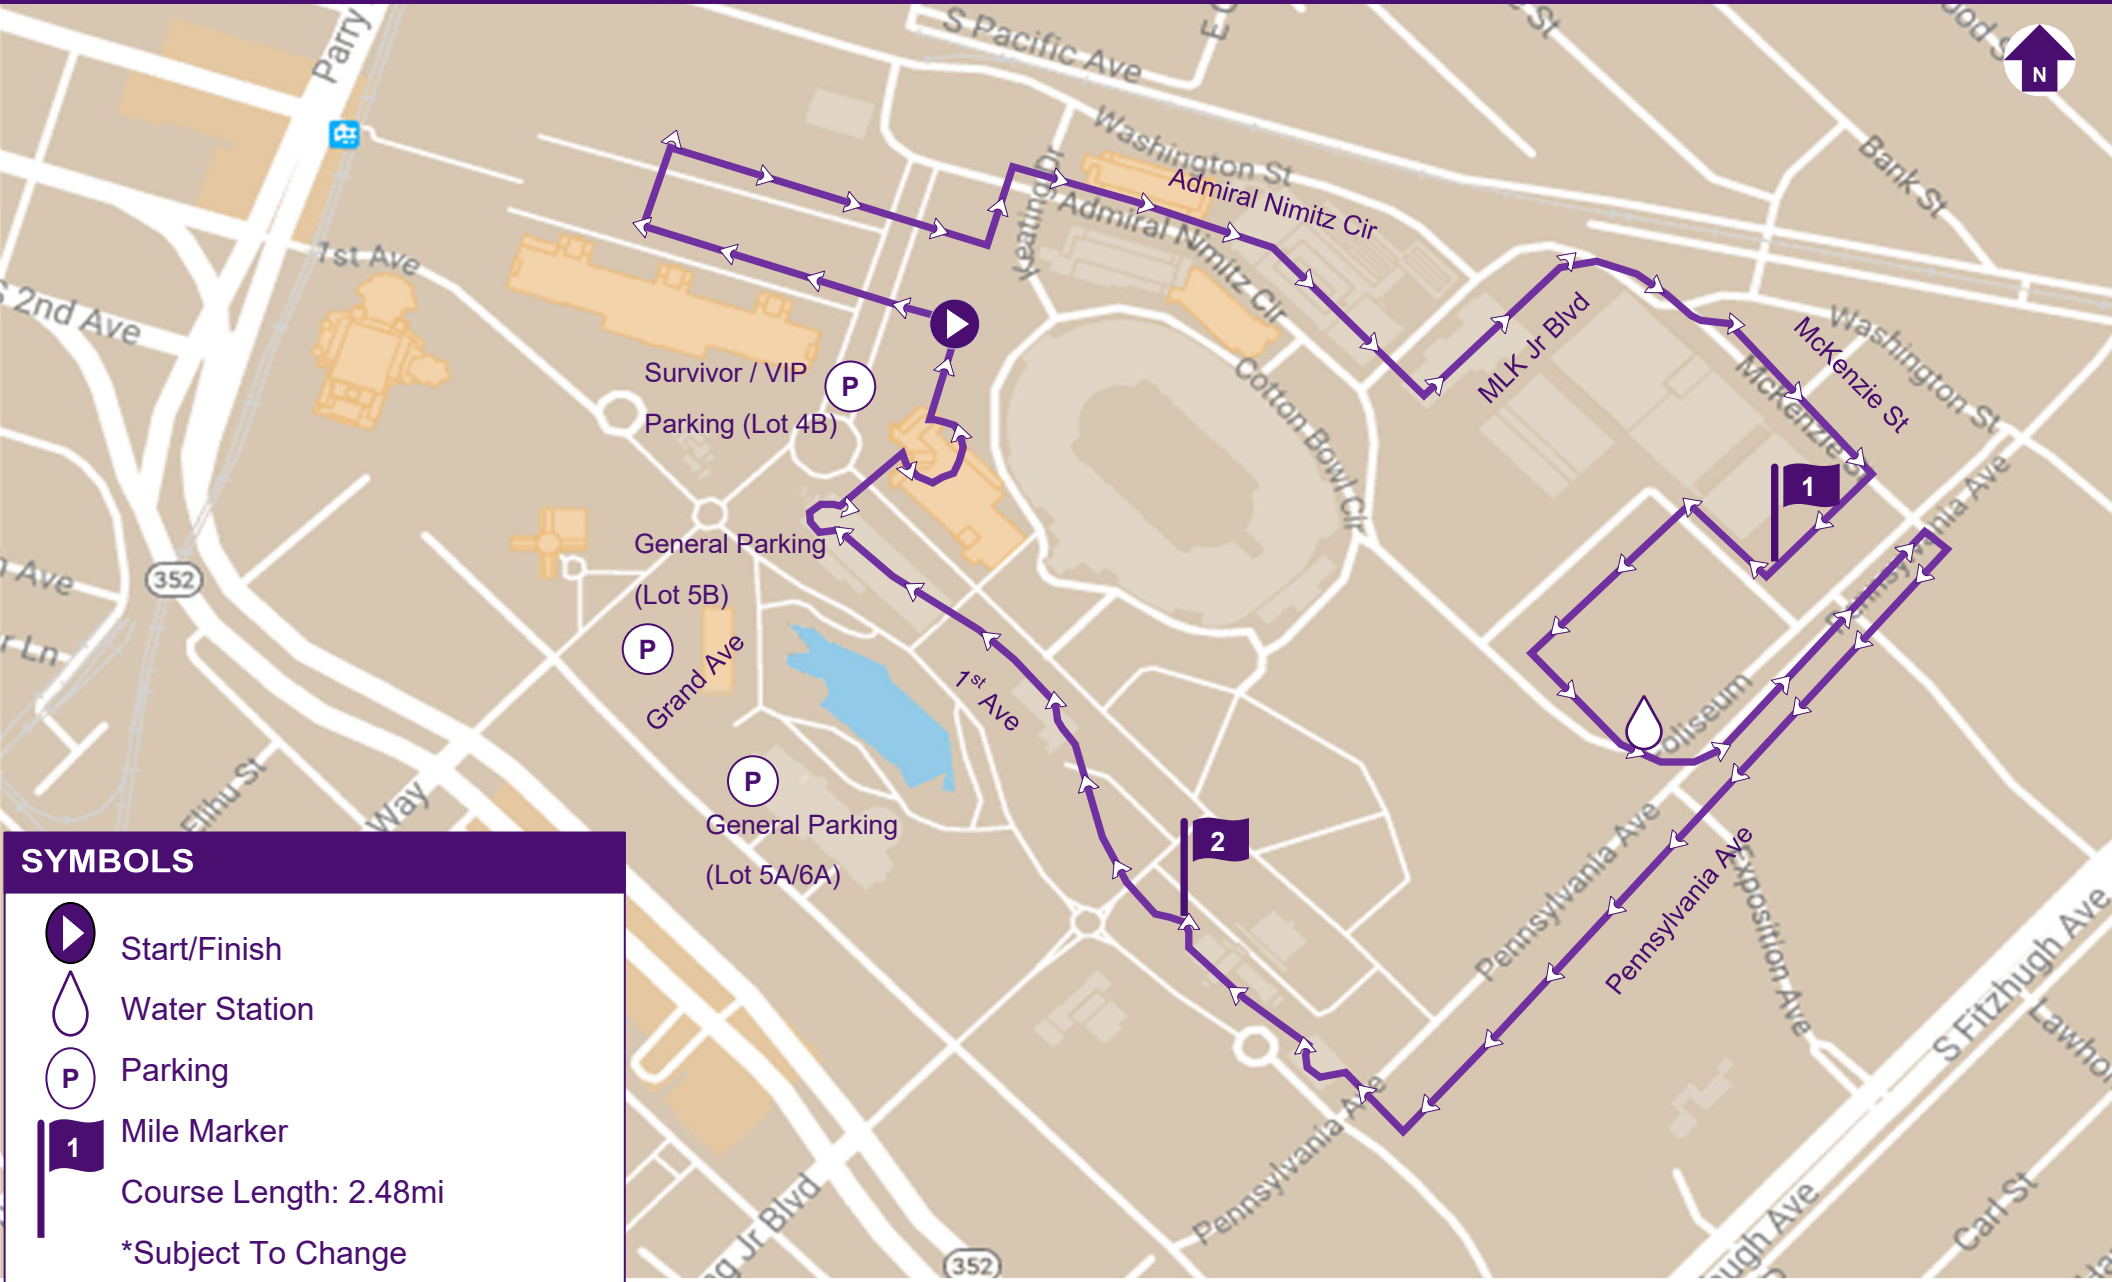 Parry
S Pacific Ave
N
Washington St
Bank St
Keating Dr
Admiral Nimitz Cir
Admiral Nimitz Cir
1st Ave
S 2nd Ave
MLK Jr Blvd
McKenzie St
McKenzie St
Washington St
Survivor / VIP
P
Parking (Lot 4B)
Cotton Bowl Cir
1
General Parking
(Lot 5B)
P
352
Ave
Ln
Grand Ave
1st Ave
Pennsylvania Ave
Coliseum
P
General Parking
(Lot 5A/6A)
2
Elihu St
Way
Pennsylvania Ave
Pennsylvania Ave
Exposition Ave
S Fitzhugh Ave
Pennsylvania Ave
Carl St
Jr Blvd
352
SYMBOLS
Start/Finish
Water Station
P
Parking
1
Mile Marker
Course Length: 2.48mi
*Subject To Change